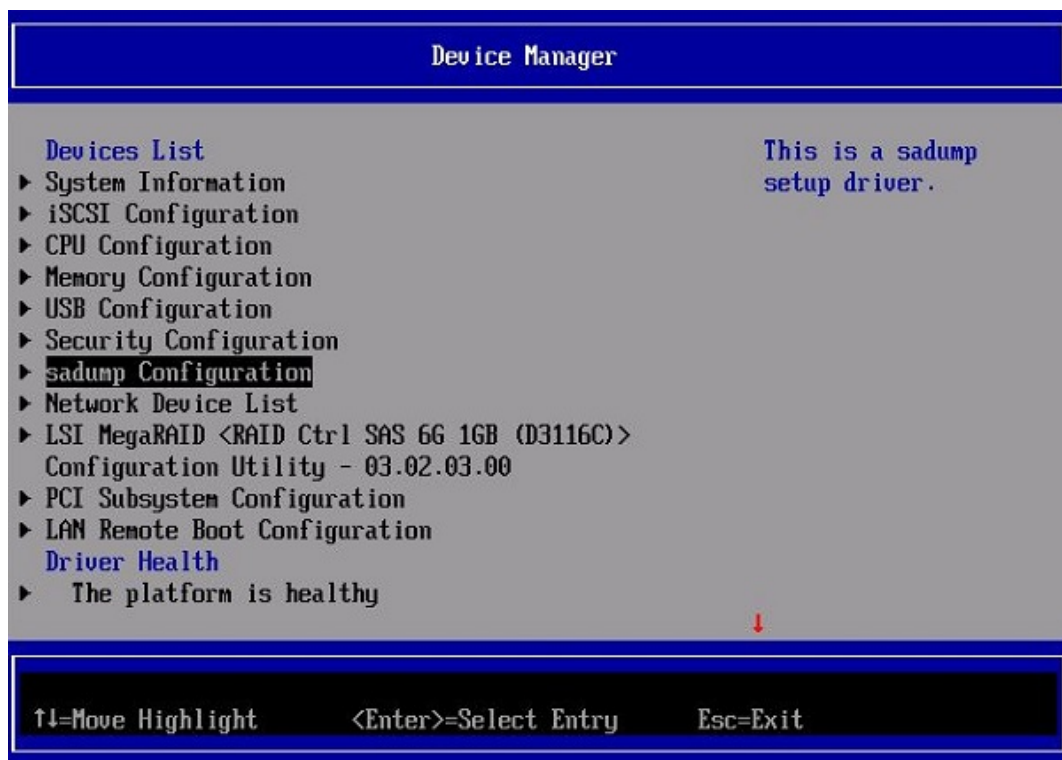 Device Manager
Devices List
This is a sadump
setup driver.
▶ System Information
▶ iSCSI Configuration
▶ CPU Configuration
▶ Memory Configuration
▶ USB Configuration
▶ Security Configuration
▶ sadump Configuration
▶ Network Device List
▶ LSI MegaRAID <RAID Ctrl SAS 6G 1GB (D3116C)>
Configuration Utility - 03.02.03.00
▶ PCI Subsystem Configuration
▶ LAN Remote Boot Configuration
Driver Health
▶ The platform is healthy
↓
↑↓=Move Highlight <Enter>=Select Entry Esc=Exit